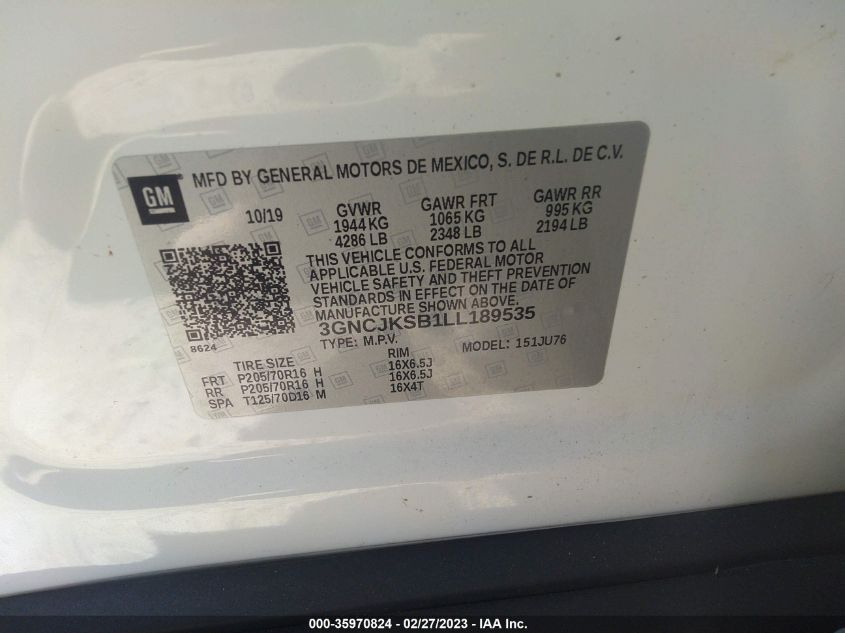 GM
MFD BY GENERAL MOTORS DE MEXICO, S. DE R.L. DE C.V.
10/19 GVWR GAWR FRT GAWR RR
1944 KG 1065 KG 995 KG
4286 LB 2348 LB 2194 LB
THIS VEHICLE CONFORMS TO ALL
APPLICABLE U.S. FEDERAL MOTOR
VEHICLE SAFETY AND THEFT PREVENTION
STANDARDS IN EFFECT ON THE DATE OF
MANUFACTURE SHOWN ABOVE.
3GNCJKSB1LL189535
8624 TYPE: M.P.V. MODEL: 151JU76
TIRE SIZE RIM
FRT P205/70R16 H 16X6.5J
RR P205/70R16 H 16X6.5J
SPA T125/70D16 M 16X4T
000-35970824 - 02/27/2023 - IAA Inc.